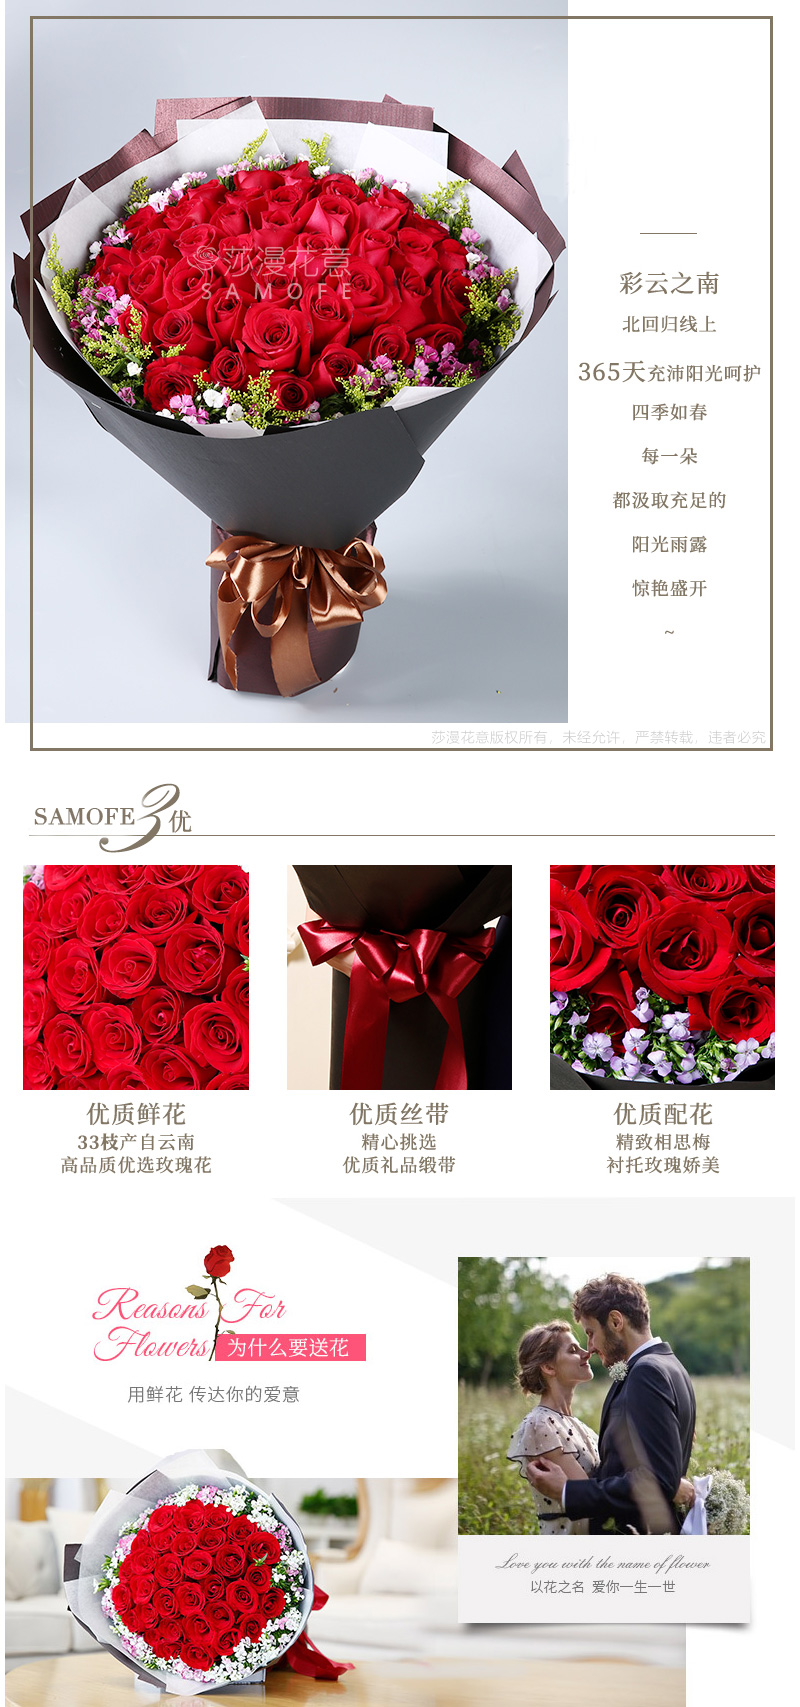 莎漫花意
SAMOFE
彩云之南
北回归线上
365天充沛阳光呵护
四季如春
每一朵
都汲取充足的
阳光雨露
惊艳盛开
~
莎漫花意版权所有，未经允许，严禁转载，违者必究
SAMOFE 3 优
优质鲜花
33枝产自云南
高品质优选玫瑰花
优质丝带
精心挑选
优质礼品缎带
优质配花
精致相思梅
衬托玫瑰娇美
Reasons For
Flowers 为什么要送花
用鲜花 传达你的爱意
Love you with the name of flower
以花之名 爱你一生一世